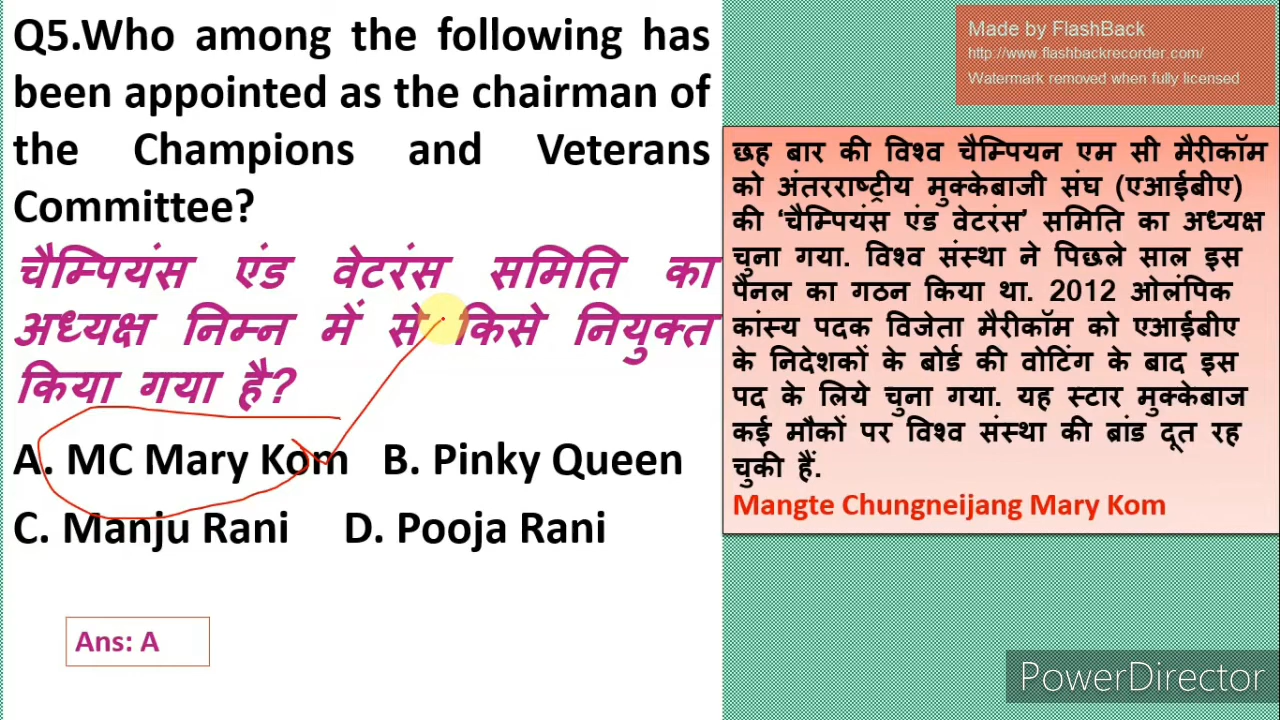 Q5.Who among the following has
been appointed as the chairman of
the Champions and Veterans
Committee?
चैम्पियंस एंड वेटरंस समिति का
अध्यक्ष निम्न में से किसे नियुक्त
किया गया है?
A. MC Mary Kom B. Pinky Queen
C. Manju Rani D. Pooja Rani
Ans: A
Made by FlashBack
http://www.flashbackrecorder.com/
Watermark removed when fully licensed
छह बार की विश्व चैम्पियन एम सी मैरीकॉम
को अंतरराष्ट्रीय मुक्केबाजी संघ (एआईबीए)
की ‘चैम्पियंस एंड वेटरंस’ समिति का अध्यक्ष
चुना गया. विश्व संस्था ने पिछले साल इस
पैनल का गठन किया था. 2012 ओलंपिक
कांस्य पदक विजेता मैरीकॉम को एआईबीए
के निदेशकों के बोर्ड की वोटिंग के बाद इस
पद के लिये चुना गया. यह स्टार मुक्केबाज
कई मौकों पर विश्व संस्था की ब्रांड दूत रह
चुकी हैं.
Mangte Chungneijang Mary Kom
PowerDirector